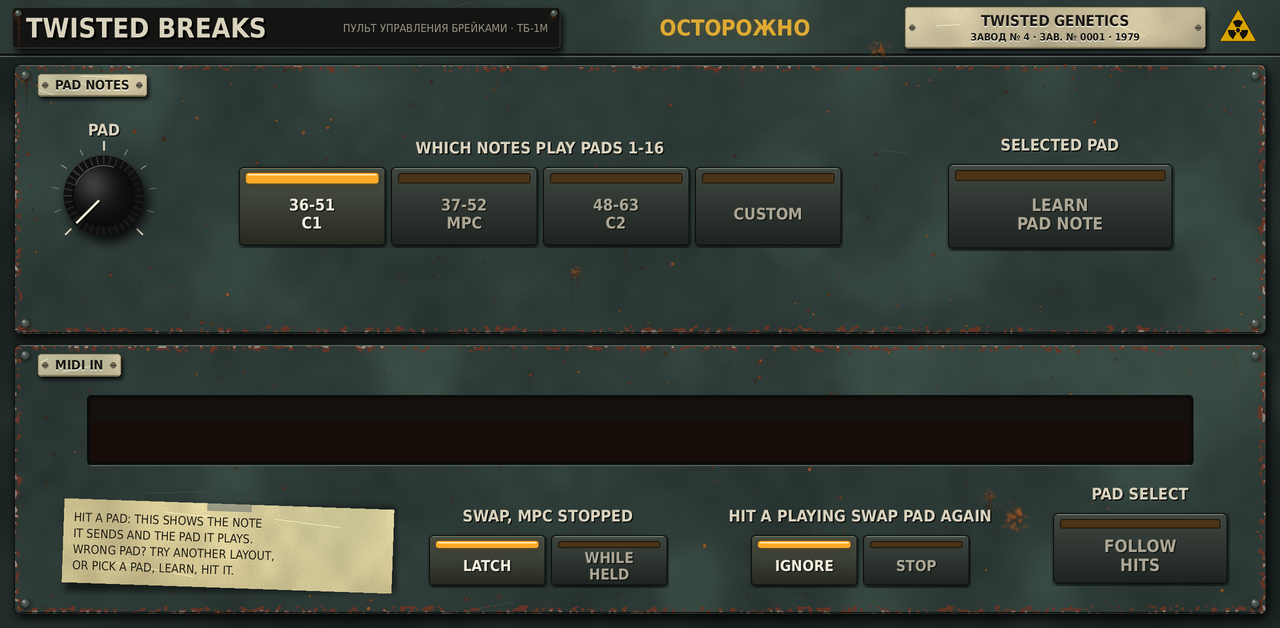 TWISTED BREAKS
ПУЛЬТ УПРАВЛЕНИЯ БРЕЙКАМИ · ТБ-1М
ОСТОРОЖНО
TWISTED GENETICS
ЗАВОД № 4 · ЗАВ. № 0001 · 1979
PAD NOTES
PAD
WHICH NOTES PLAY PADS 1-16
36-51
C1
37-52
MPC
48-63
C2
CUSTOM
SELECTED PAD
LEARN
PAD NOTE
MIDI IN
HIT A PAD: THIS SHOWS THE NOTE
IT SENDS AND THE PAD IT PLAYS.
WRONG PAD? TRY ANOTHER LAYOUT,
OR PICK A PAD, LEARN, HIT IT.
SWAP, MPC STOPPED
LATCH
WHILE
HELD
HIT A PLAYING SWAP PAD AGAIN
IGNORE
STOP
PAD SELECT
FOLLOW
HITS